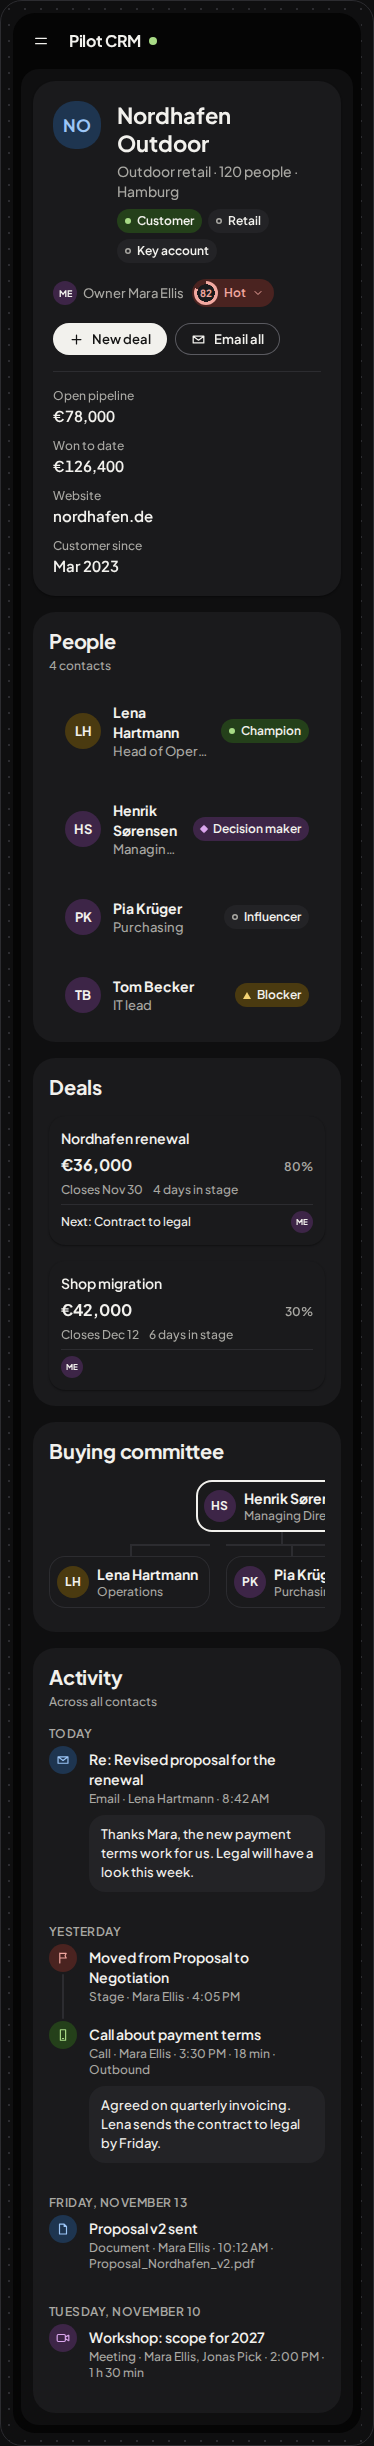 Pilot CRM
NO
Nordhafen
Outdoor
Outdoor retail · 120 people ·
Hamburg
Customer
Retail
Key account
ME
Owner Mara Ellis
82
Hot
New deal
Email all
Open pipeline
€78,000
Won to date
€126,400
Website
nordhafen.de
Customer since
Mar 2023
People
4 contacts
LH
Lena
Hartmann
Head of Oper…
Champion
HS
Henrik
Sørensen
Managin…
Decision maker
PK
Pia Krüger
Purchasing
Influencer
TB
Tom Becker
IT lead
Blocker
Deals
Nordhafen renewal
€36,000
80%
Closes Nov 30 4 days in stage
Next: Contract to legal
ME
Shop migration
€42,000
30%
Closes Dec 12 6 days in stage
ME
Buying committee
HS
Henrik Søren
Managing Dire
LH
Lena Hartmann
Operations
PK
Pia Krüg
Purchasi
Activity
Across all contacts
TODAY
Re: Revised proposal for the
renewal
Email · Lena Hartmann · 8:42 AM
Thanks Mara, the new payment
terms work for us. Legal will have a
look this week.
YESTERDAY
Moved from Proposal to
Negotiation
Stage · Mara Ellis · 4:05 PM
Call about payment terms
Call · Mara Ellis · 3:30 PM · 18 min ·
Outbound
Agreed on quarterly invoicing.
Lena sends the contract to legal
by Friday.
FRIDAY, NOVEMBER 13
Proposal v2 sent
Document · Mara Ellis · 10:12 AM ·
Proposal_Nordhafen_v2.pdf
TUESDAY, NOVEMBER 10
Workshop: scope for 2027
Meeting · Mara Ellis, Jonas Pick · 2:00 PM ·
1 h 30 min